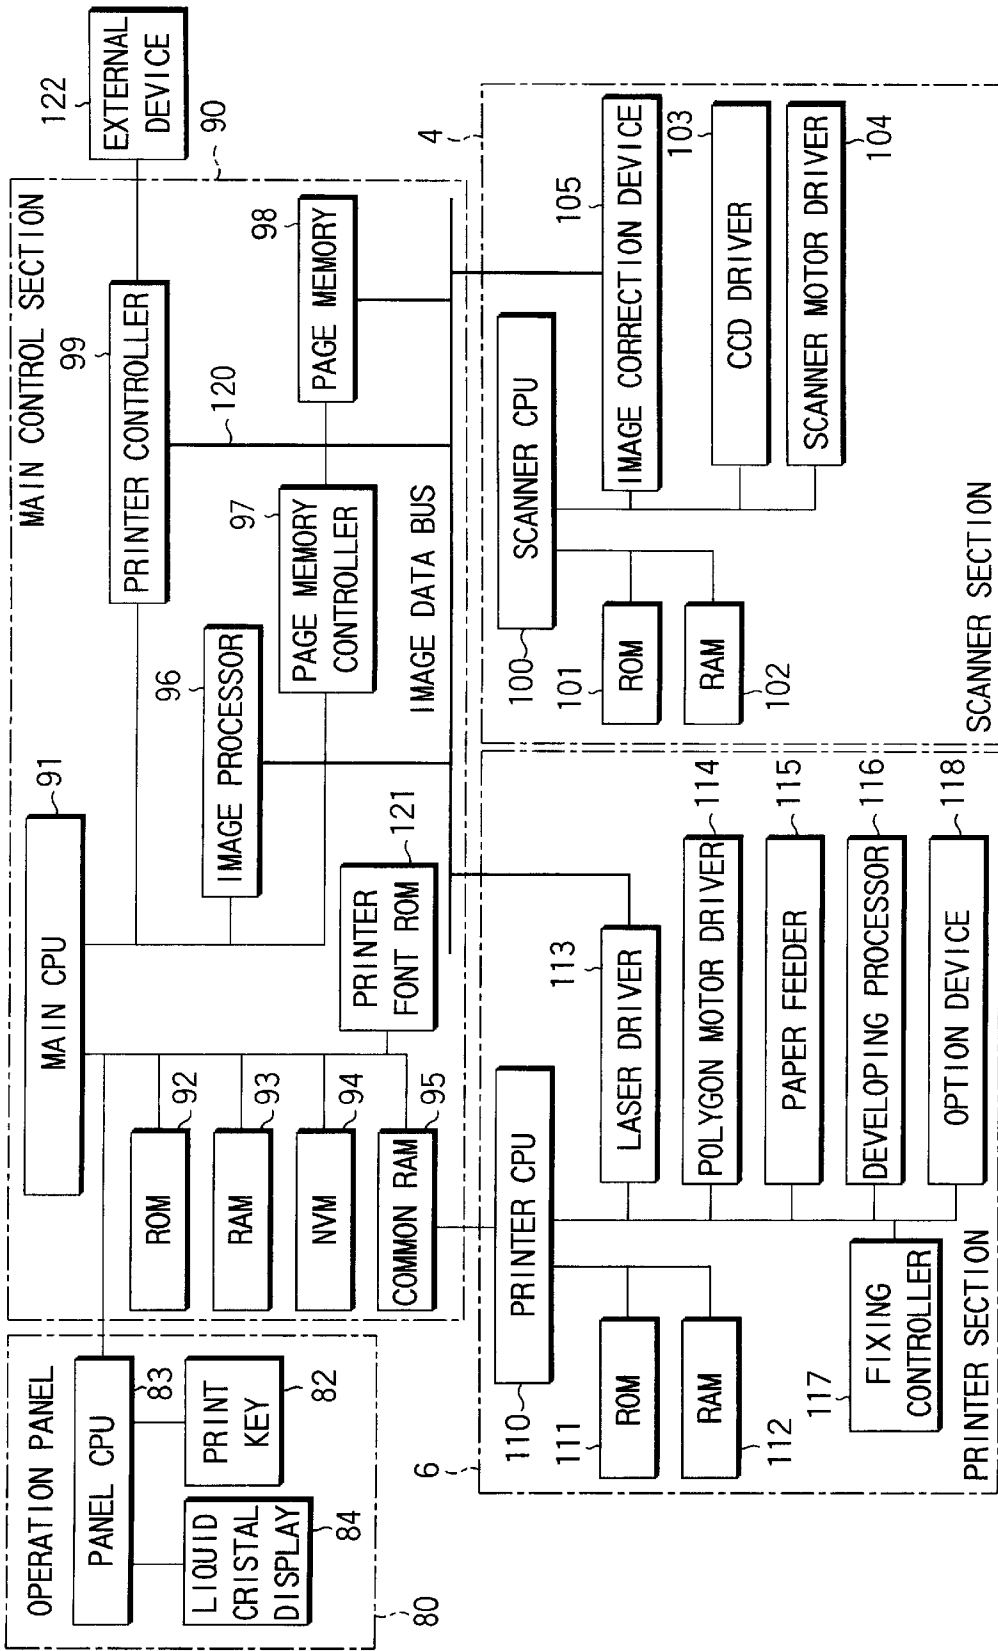 OPERATION PANEL
PANEL CPU
83
LIQUID
CRISTAL
DISPLAY
84
PRINT
KEY
82
80
MAIN CONTROL SECTION
90
MAIN CPU
91
ROM
92
RAM
93
NVM
94
COMMON RAM
95
PRINTER
FONT ROM
121
IMAGE PROCESSOR
96
PAGE MEMORY
CONTROLLER
97
PAGE MEMORY
98
PRINTER CONTROLLER
99
120
IMAGE DATA BUS
EXTERNAL
DEVICE
122
6
PRINTER CPU
110
ROM
111
RAM
112
LASER DRIVER
113
POLYGON MOTOR DRIVER
114
PAPER FEEDER
115
DEVELOPING PROCESSOR
116
FIXING
CONTROLLER
117
OPTION DEVICE
118
PRINTER SECTION
4
SCANNER CPU
100
ROM
101
RAM
102
IMAGE CORRECTION DEVICE
105
CCD DRIVER
103
SCANNER MOTOR DRIVER
104
SCANNER SECTION